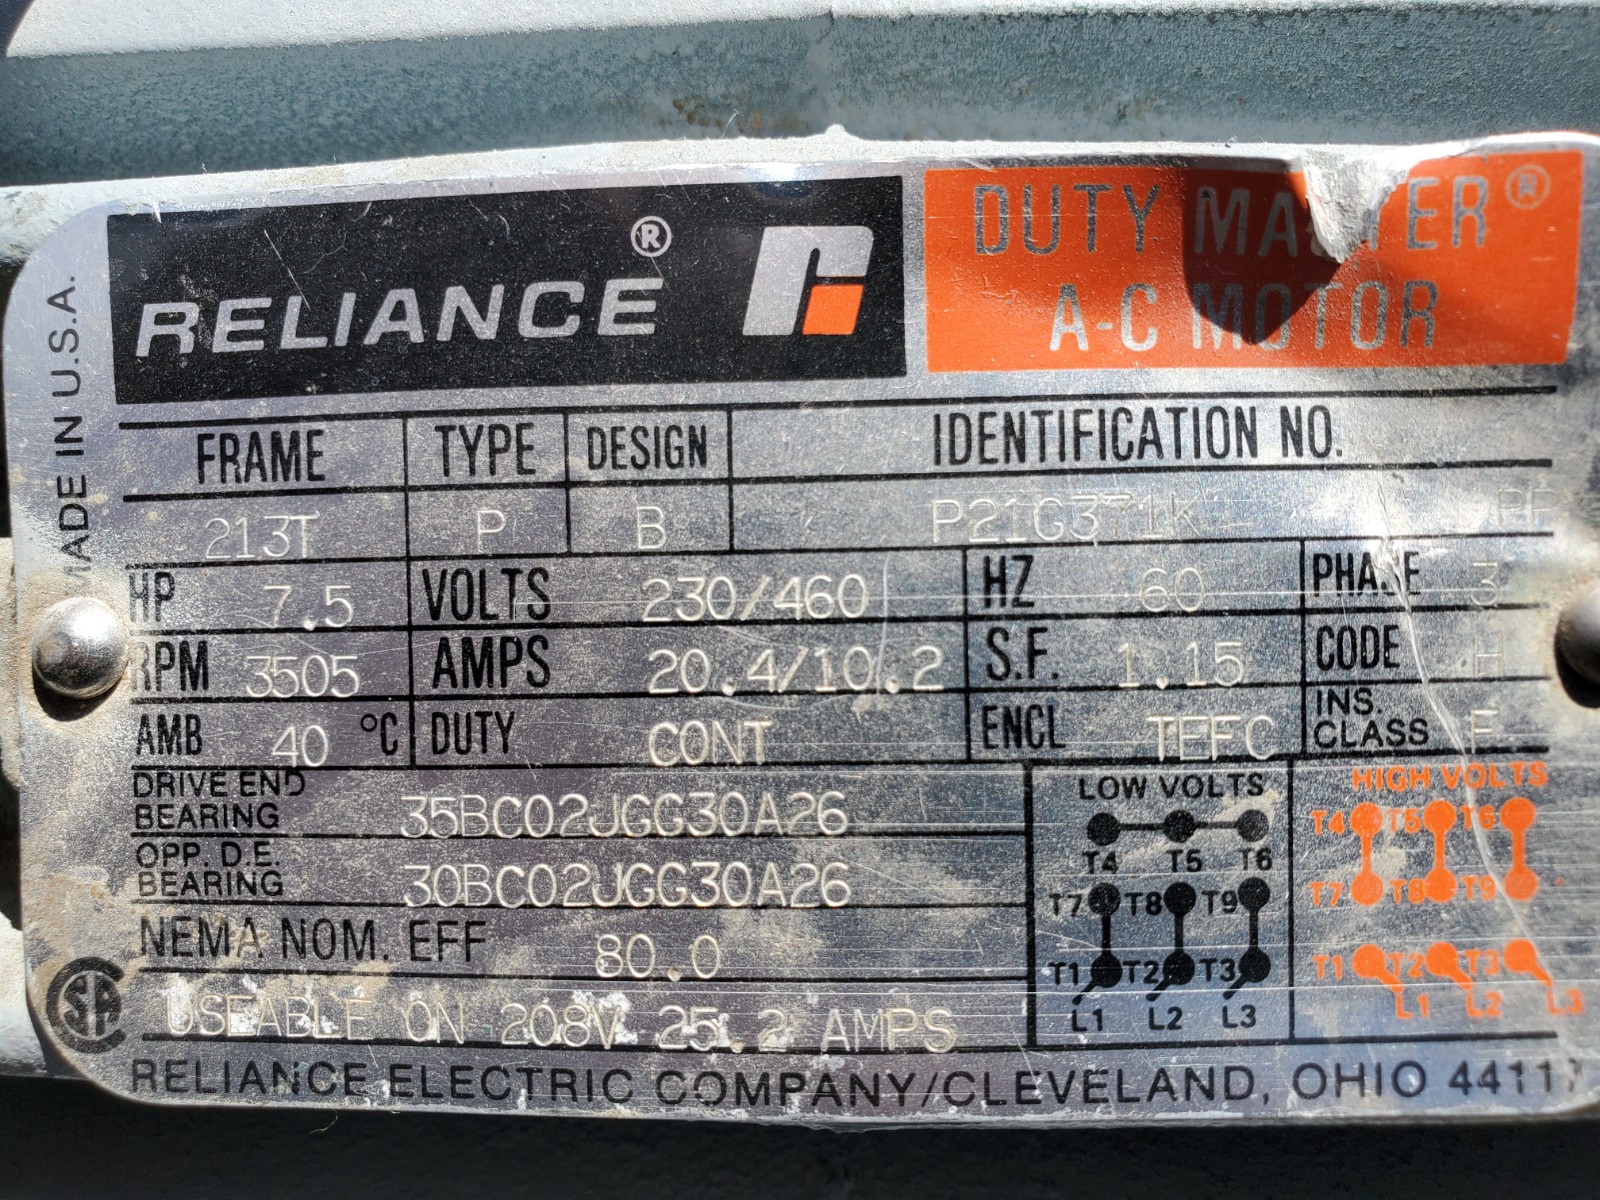 MADE IN U.S.A.
RELIANCE®
DUTY MASTER®
A-C MOTOR
FRAME TYPE DESIGN IDENTIFICATION NO.
213T P B P21G371K
HP 7.5 VOLTS 230/460 HZ 60 PHASE 3
RPM 3505 AMPS 20.4/10.2 S.F. 1.15 CODE H
AMB 40 °C DUTY CONT ENCL TEFC INS. CLASS F
DRIVE END
BEARING 35BC02JGG30A26
OPP. D.E.
BEARING 30BC02JGG30A26
NEMA NOM. EFF 80.0
USEABLE ON 208V 25.2 AMPS
LOW VOLTS
T4 T5 T6
T7 T8 T9
T1 T2 T3
L1 L2 L3
HIGH VOLTS
T4 T5 T6
T7 T8 T9
T1 T2 T3
L1 L2 L3
RELIANCE ELECTRIC COMPANY/CLEVELAND, OHIO 44117